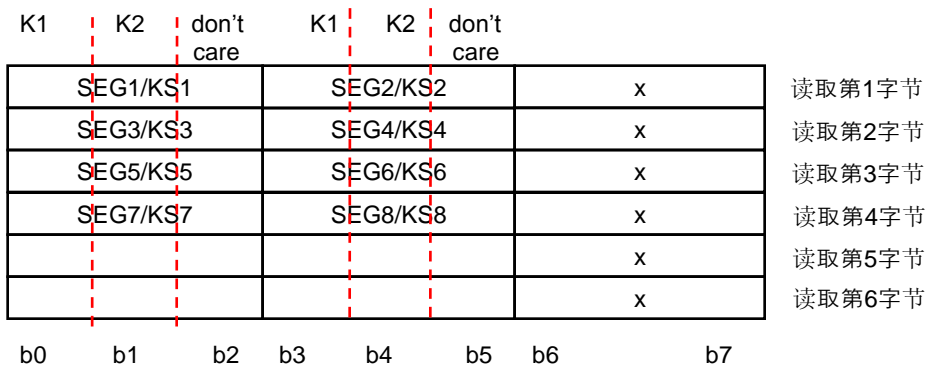 K1 K2 don't care K1 K2 don't care
SEG1/KS1 SEG2/KS2 x 读取第1字节
SEG3/KS3 SEG4/KS4 x 读取第2字节
SEG5/KS5 SEG6/KS6 x 读取第3字节
SEG7/KS7 SEG8/KS8 x 读取第4字节
x 读取第5字节
x 读取第6字节
b0 b1 b2 b3 b4 b5 b6 b7